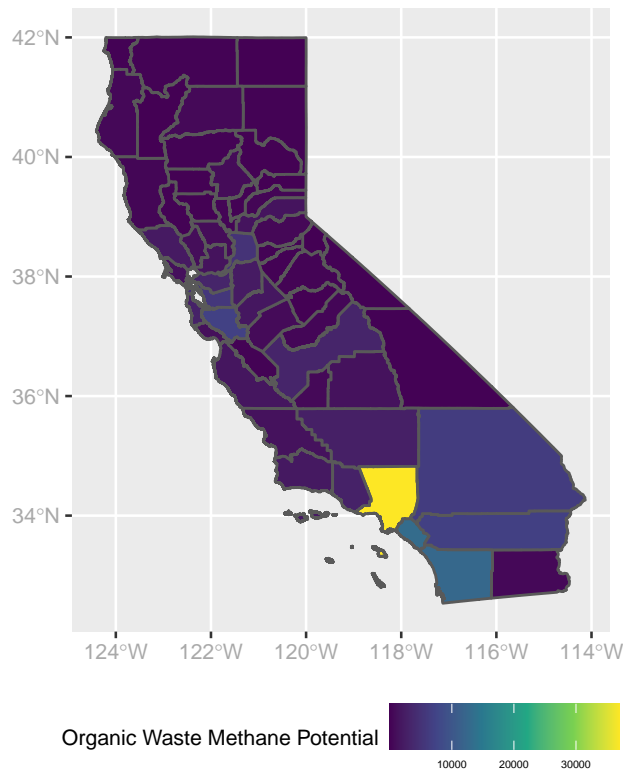 42°N
40°N
38°N
36°N
34°N
124°W 122°W 120°W 118°W 116°W 114°W
Organic Waste Methane Potential
10000 20000 30000